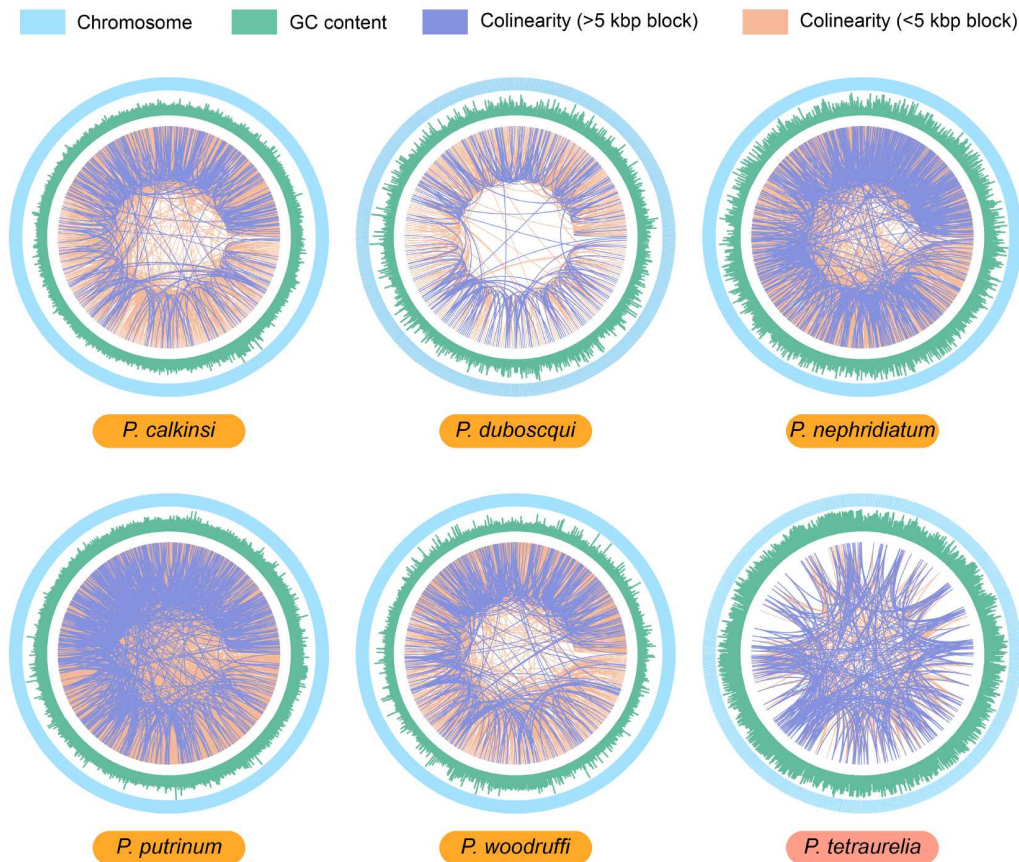 Chromosome GC content Colinearity (>5 kbp block) Colinearity (<5 kbp block)
P. calkinsi P. duboscqui P. nephridiatum
P. putrinum P. woodruffi P. tetraurelia